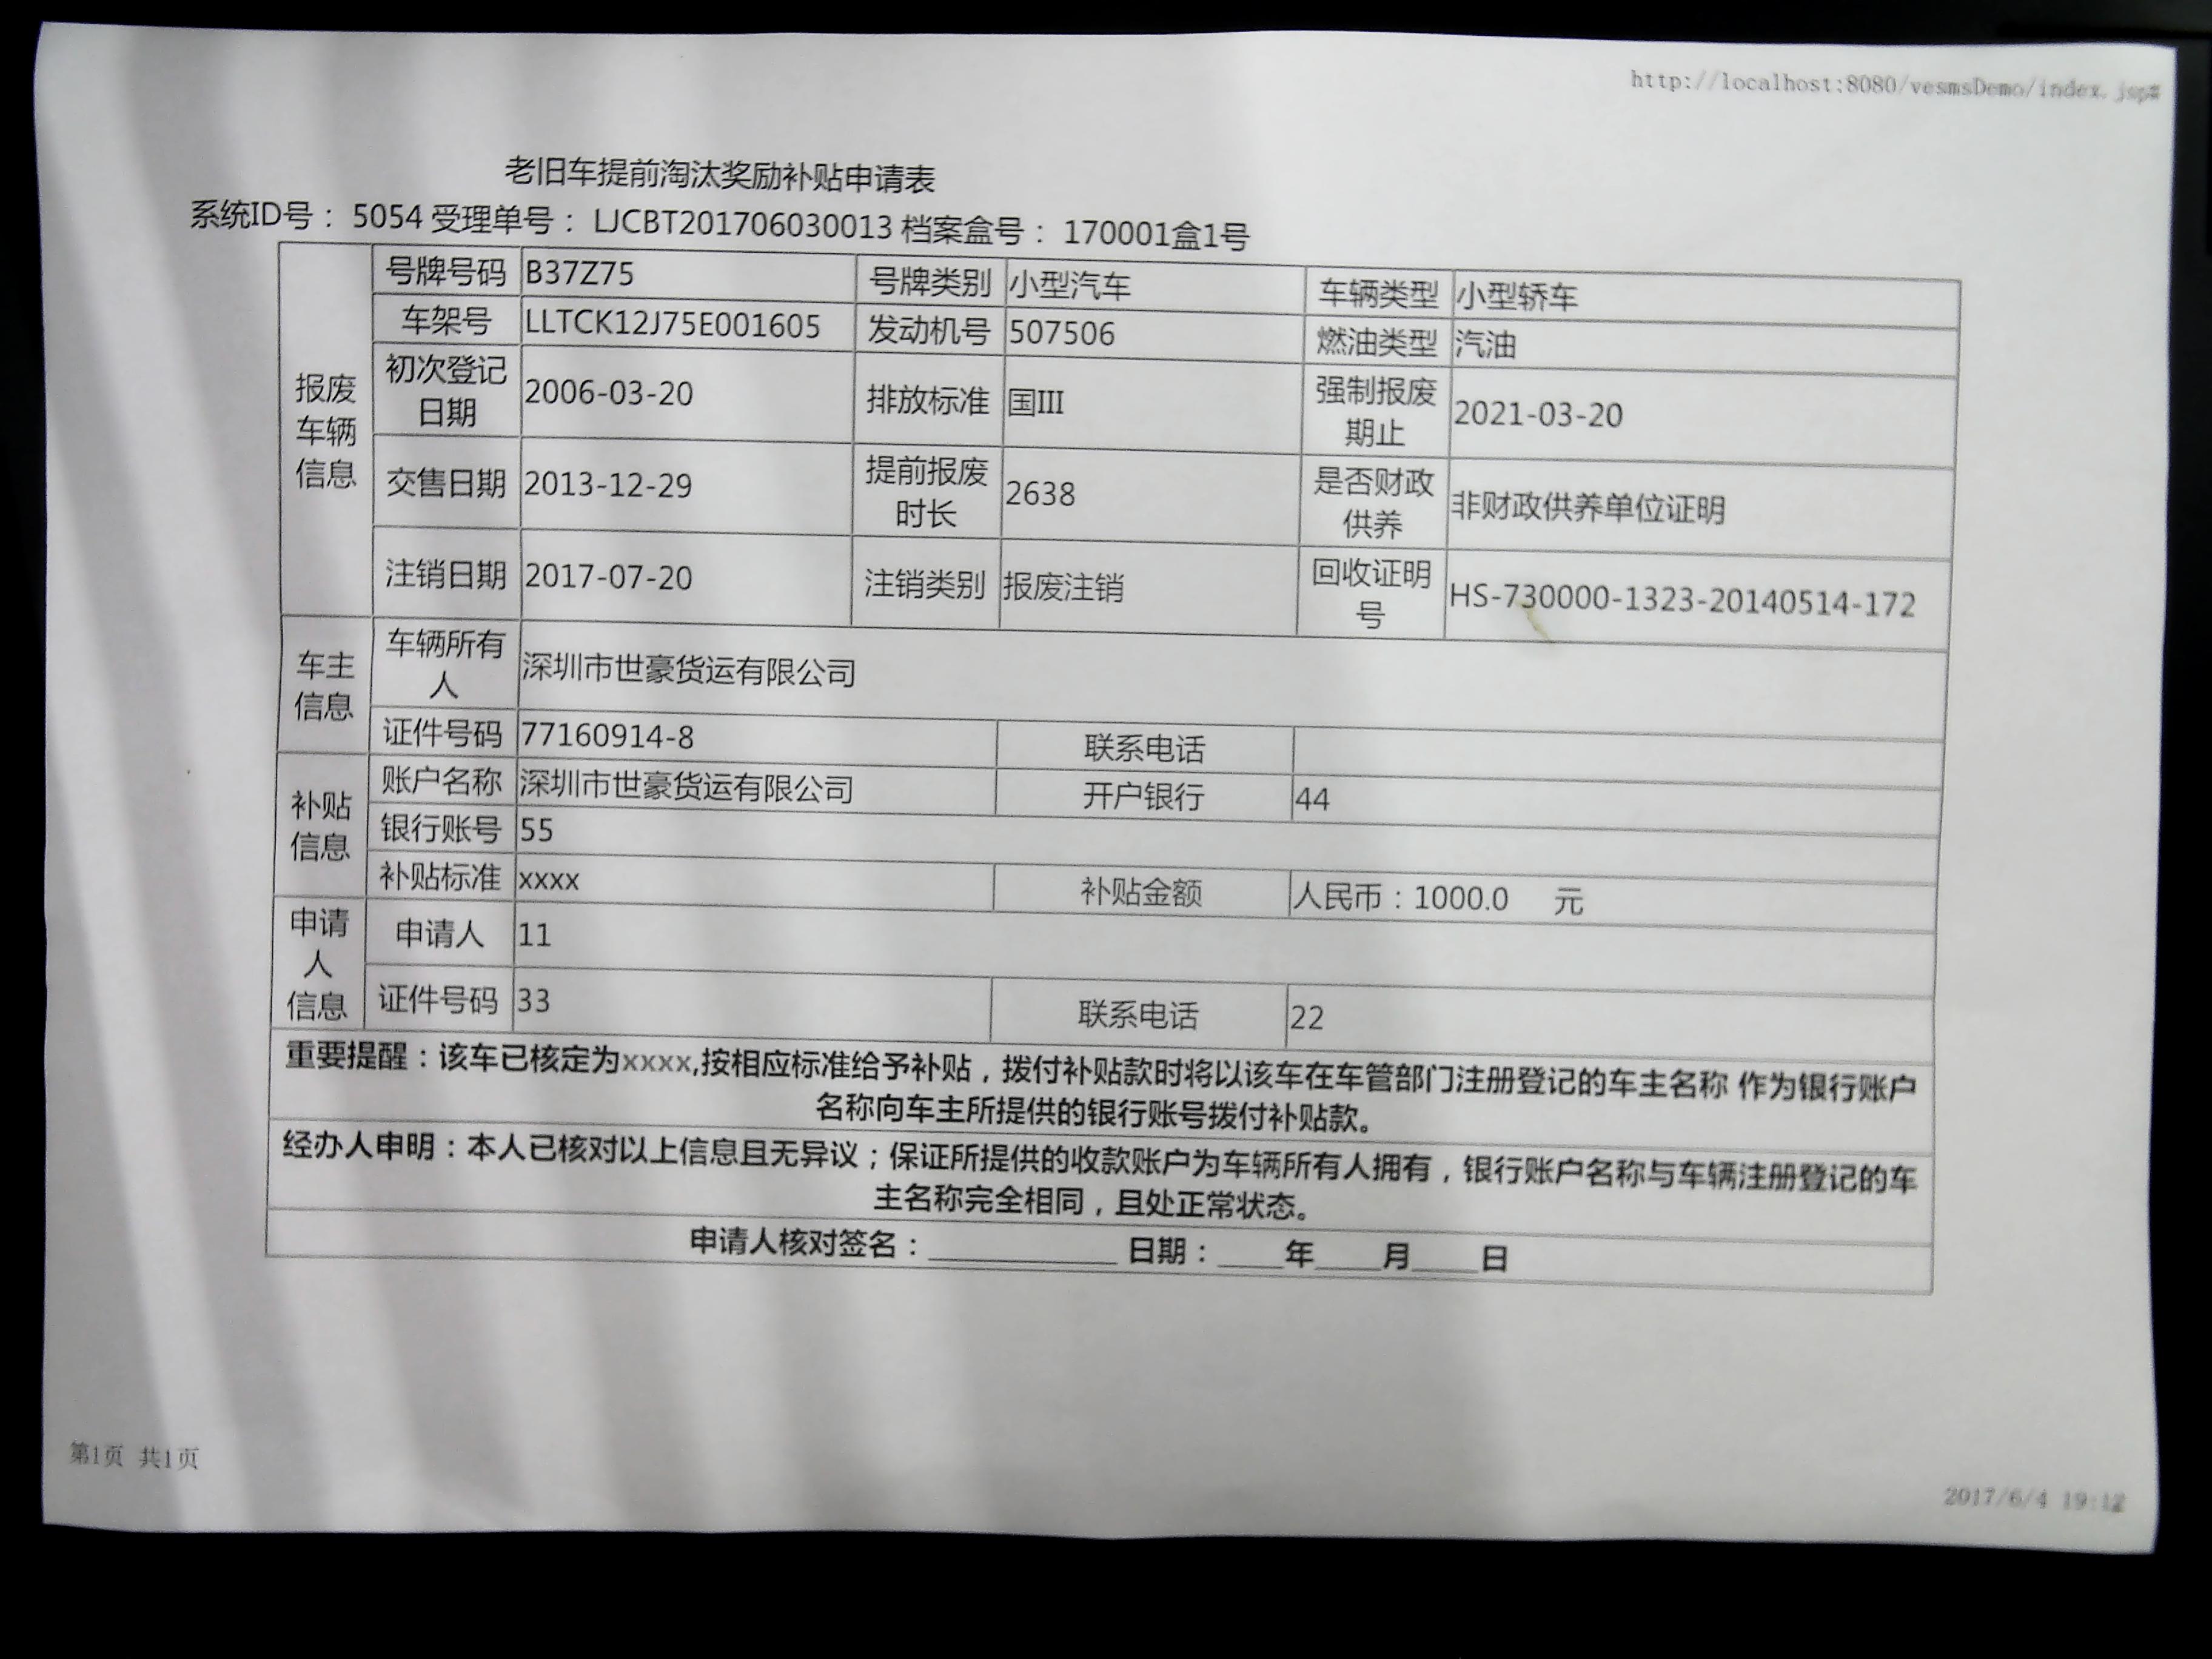 http://localhost:8080/vesmsDemo/index.jsp#
老旧车提前淘汰奖励补贴申请表
系统ID号： 5054 受理单号： LJCBT201706030013 档案盒号： 170001盒1号
报废车辆信息
号牌号码 B37Z75 号牌类别 小型汽车 车辆类型 小型轿车
车架号 LLTCK12J75E001605 发动机号 507506 燃油类型 汽油
初次登记日期 2006-03-20 排放标准 国III 强制报废期止 2021-03-20
交售日期 2013-12-29 提前报废时长 2638 是否财政供养 非财政供养单位证明
注销日期 2017-07-20 注销类别 报废注销 回收证明号 HS-730000-1323-20140514-172
车主信息
车辆所有人 深圳市世豪货运有限公司
证件号码 77160914-8 联系电话
补贴信息
账户名称 深圳市世豪货运有限公司 开户银行 44
银行账号 55
补贴标准 xxxx 补贴金额 人民币：1000.0 元
申请人信息
申请人 11
证件号码 33 联系电话 22
重要提醒：该车已核定为xxxx,按相应标准给予补贴，拨付补贴款时将以该车在车管部门注册登记的车主名称 作为银行账户
名称向车主所提供的银行账号拨付补贴款。
经办人申明：本人已核对以上信息且无异议；保证所提供的收款账户为车辆所有人拥有，银行账户名称与车辆注册登记的车
主名称完全相同，且处正常状态。
申请人核对签名：___________ 日期：____年____月____日
第1页 共1页
2017/6/4 19:12